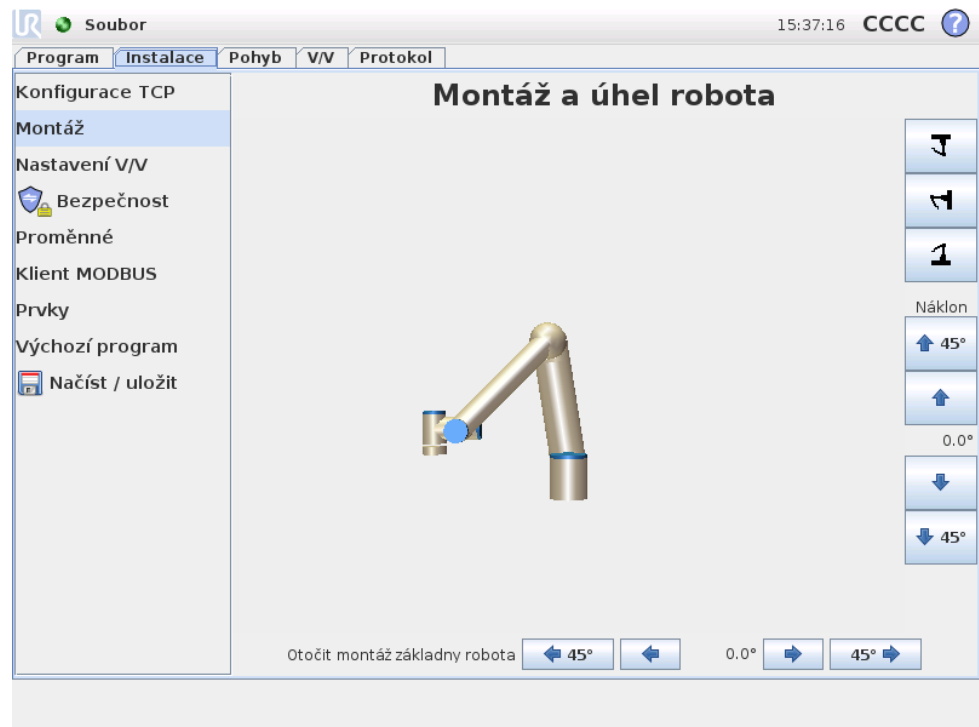 UR Soubor 15:37:16 CCCC ?
Program Instalace Pohyb V/V Protokol
Konfigurace TCP
Montáž
Nastavení V/V
Bezpečnost
Proměnné
Klient MODBUS
Prvky
Výchozí program
Načíst / uložit
Montáž a úhel robota
Náklon
45°
0.0°
45°
Otočit montáž základny robota 45° 0.0° 45°